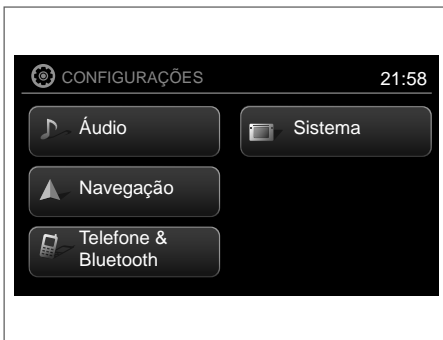 CONFIGURAÇÕES 21:58
Áudio
Sistema
Navegação
Telefone &
Bluetooth